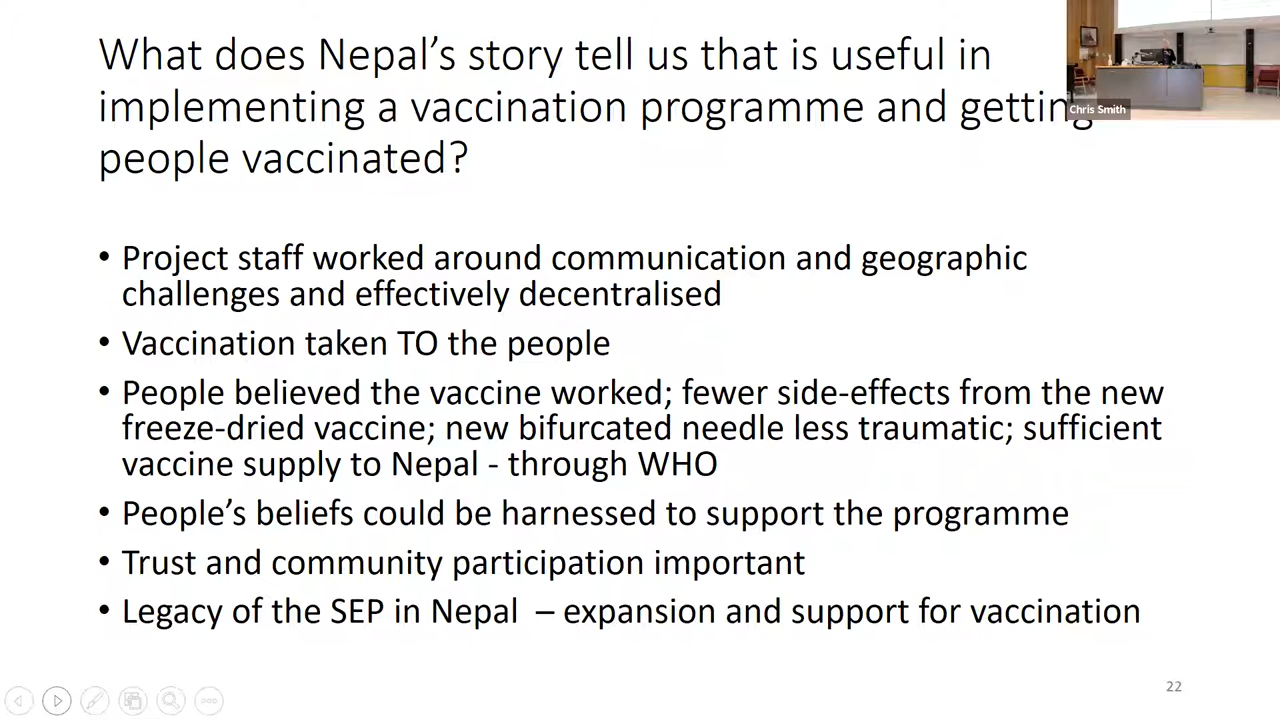 What does Nepal's story tell us that is useful in
implementing a vaccination programme and getting
people vaccinated?
Chris Smith
• Project staff worked around communication and geographic
challenges and effectively decentralised
• Vaccination taken TO the people
• People believed the vaccine worked; fewer side-effects from the new
freeze-dried vaccine; new bifurcated needle less traumatic; sufficient
vaccine supply to Nepal - through WHO
• People's beliefs could be harnessed to support the programme
• Trust and community participation important
• Legacy of the SEP in Nepal – expansion and support for vaccination
22